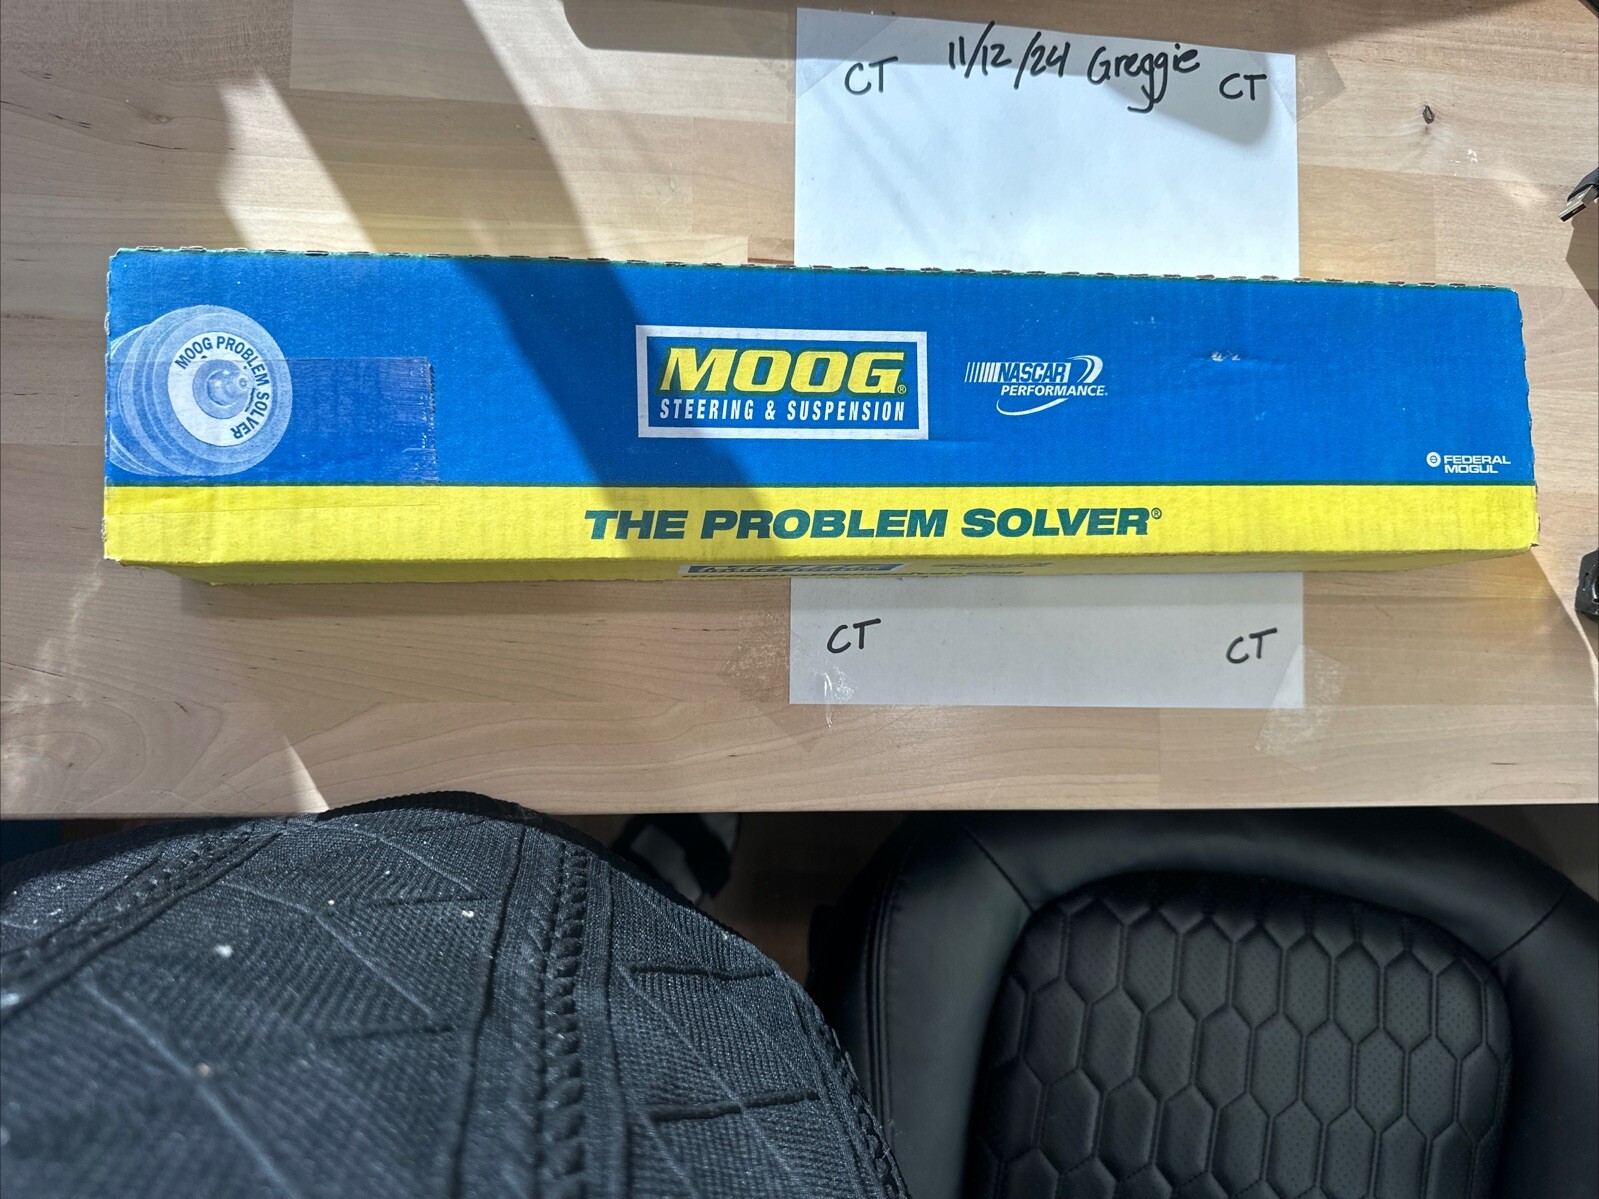 CT 11/12/24 Greggie CT
MOOG PROBLEM SOLVER
MOOG®
STEERING & SUSPENSION
NASCAR
PERFORMANCE®
FEDERAL
MOGUL
THE PROBLEM SOLVER®
CT CT